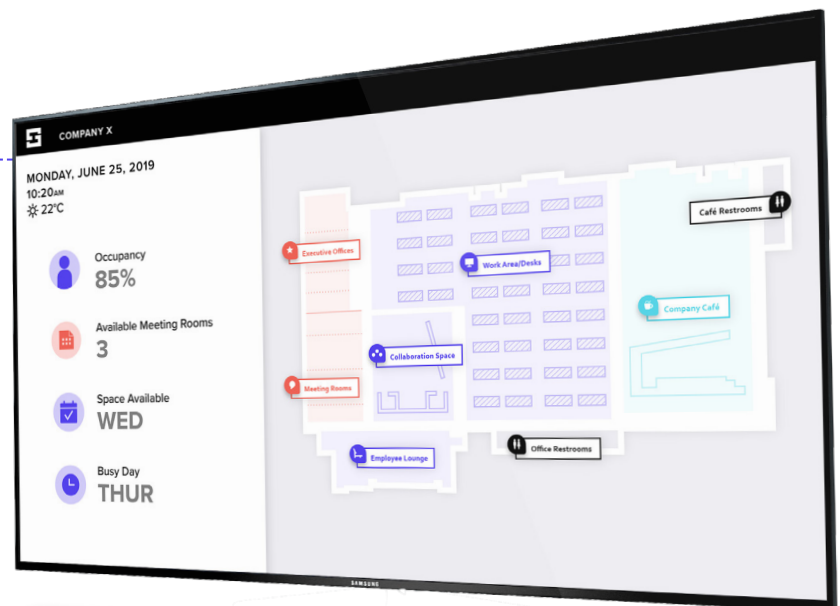 COMPANY X
MONDAY, JUNE 25, 2019
10:20AM
22°C
Occupancy
85%
Available Meeting Rooms
3
Space Available
WED
Busy Day
THUR
Executive Offices
Work Area/Desks
Café Restrooms
Company Café
Collaboration Space
Meeting Rooms
Employee Lounge
Office Restrooms
SAMSUNG